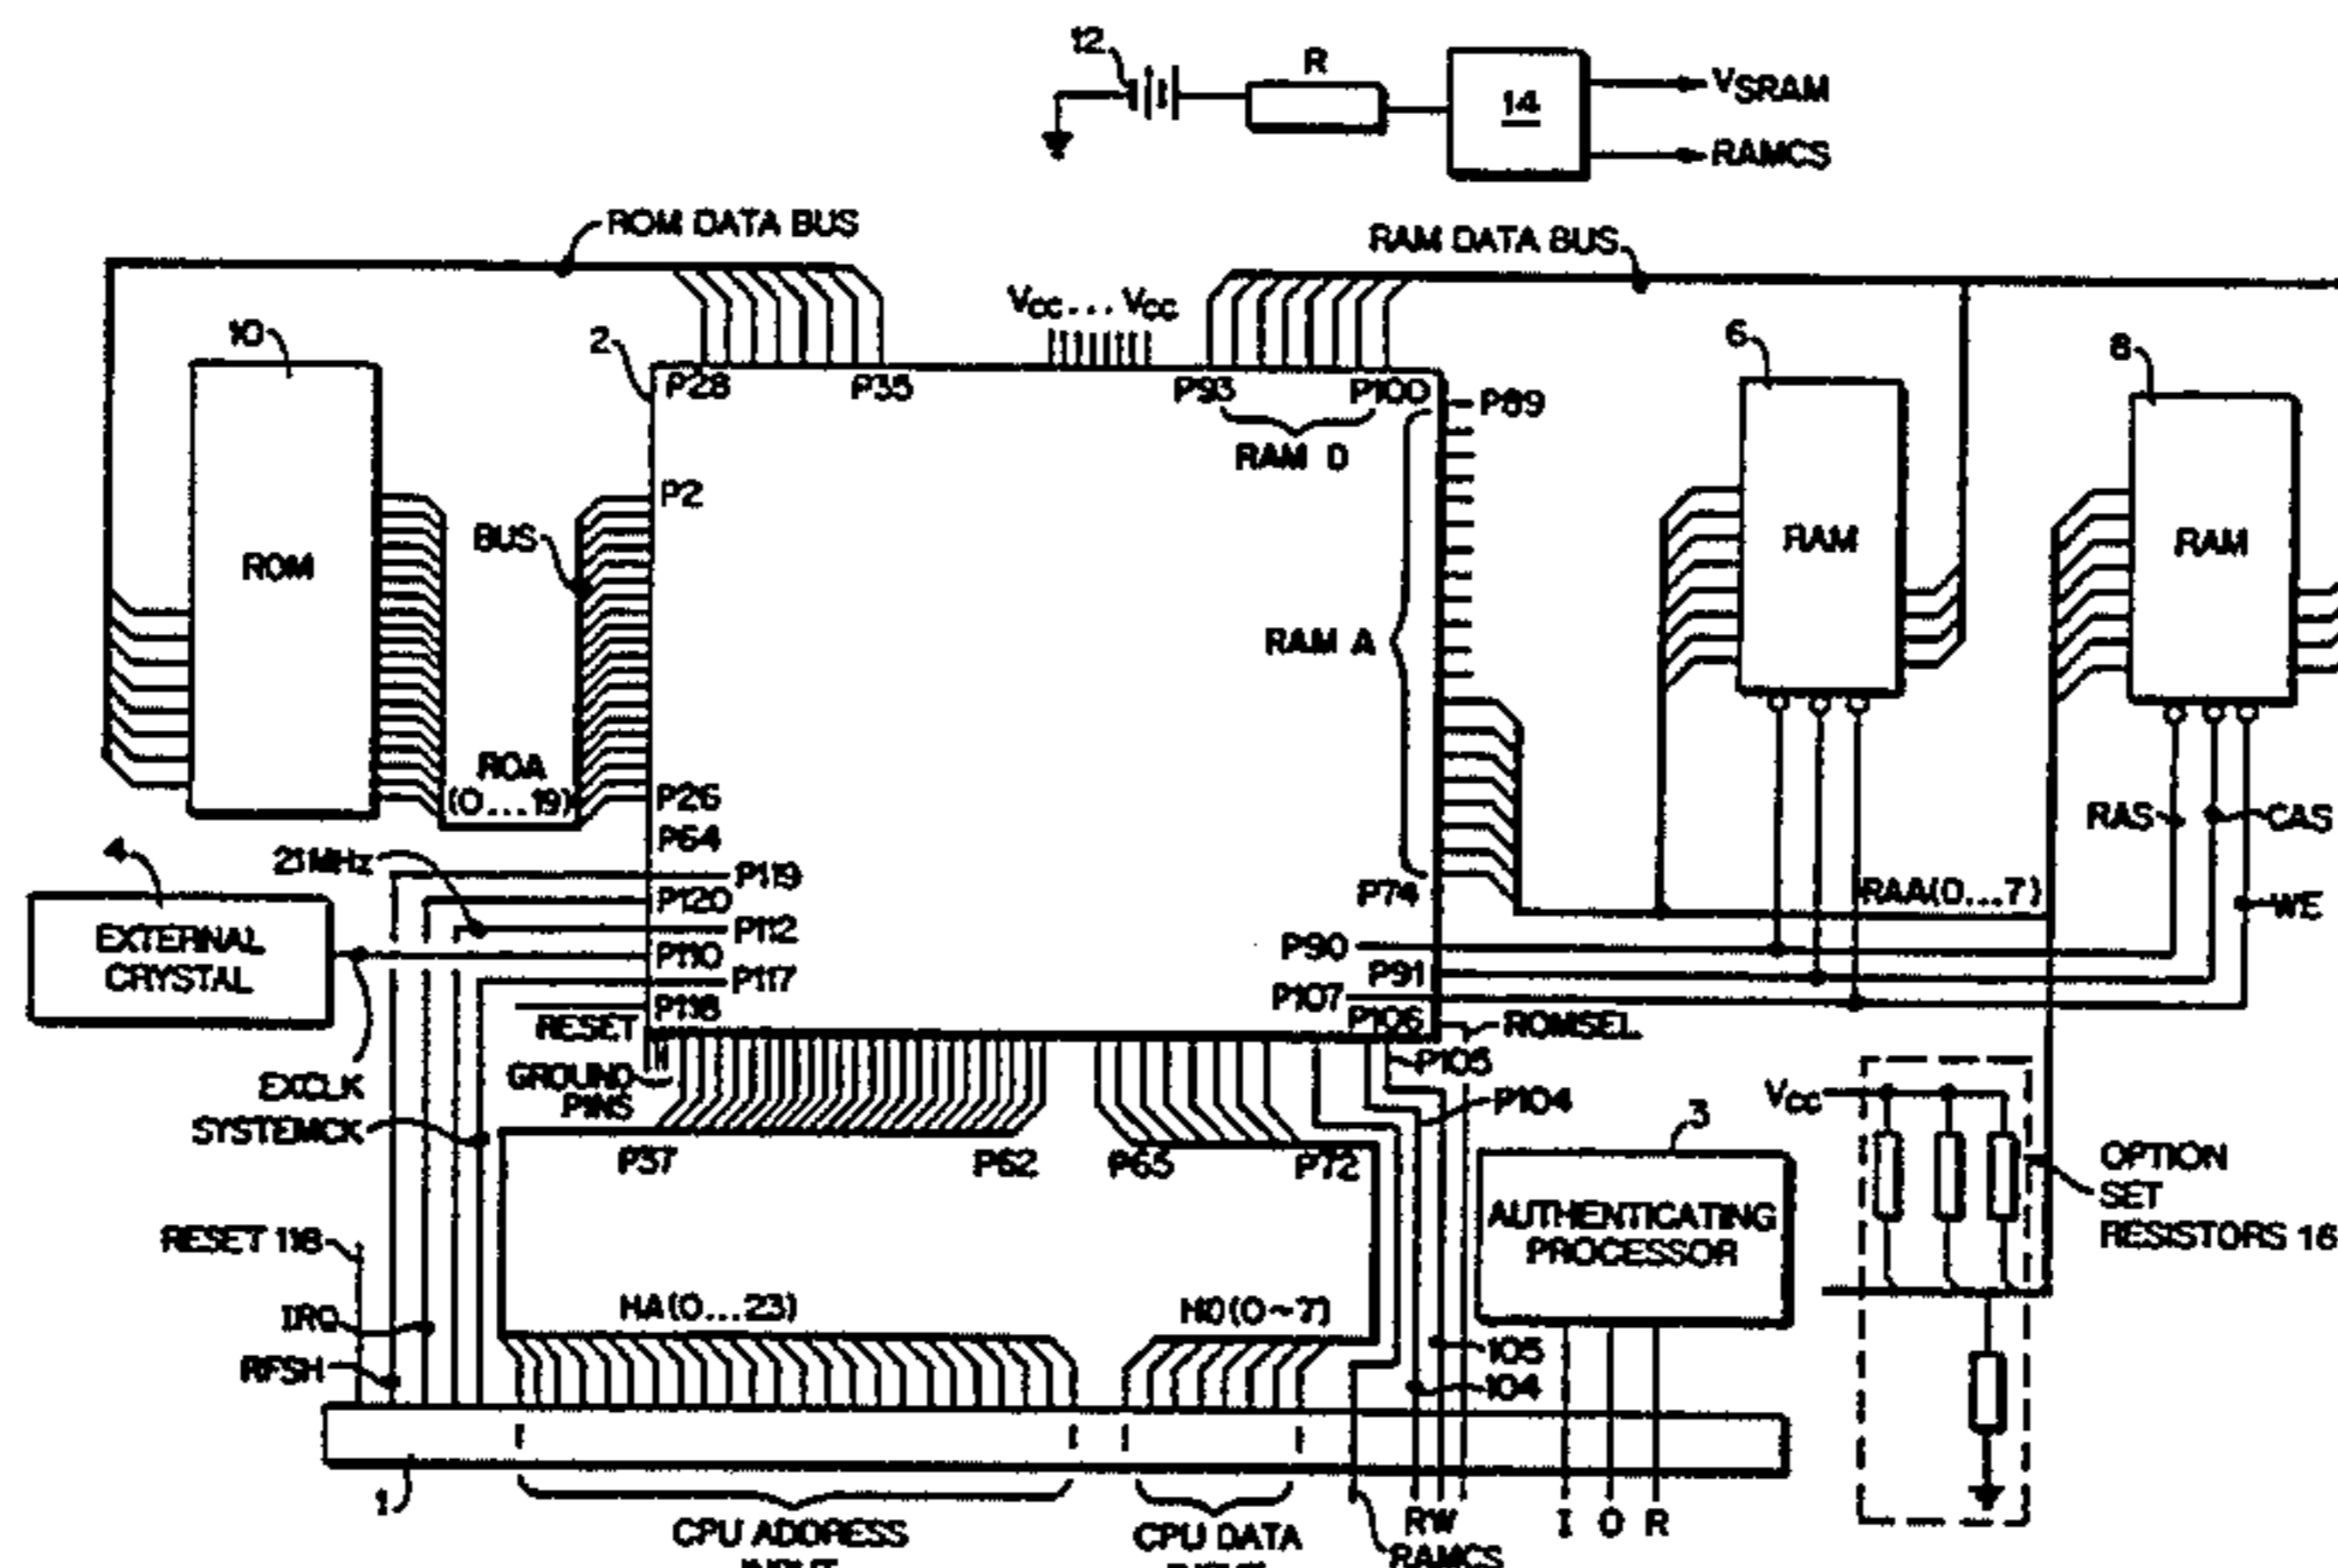 12
R
14
VSRAM
RAMCS
ROM DATA BUS
RAM DATA BUS
VCC...VCC
10
2
6
8
P28
P35
P93
P100
P89
RAM D
P2
BUS
ROM
RAM
RAM
RAM A
ROA
(0...19)
P26
P64
4
21MHz
P119
P120
P112
P110
P117
P118
P74
RAS
CAS
RAA(0...7)
WE
EXTERNAL
CRYSTAL
P90
P91
P107
P106
ROMSEL
RESET
GROUND
PINS
P105
EXCLK
SYSTEMCK
P104
VCC
3
P37
P62
P65
P72
AUTHENTICATING
PROCESSOR
OPTION
SET
RESISTORS 16
RESET 118
HA(0...23)
HD(0~7)
IRQ
RFSH
105
104
1
CPU ADDRESS
CPU DATA
RW
I O R
RAMCS